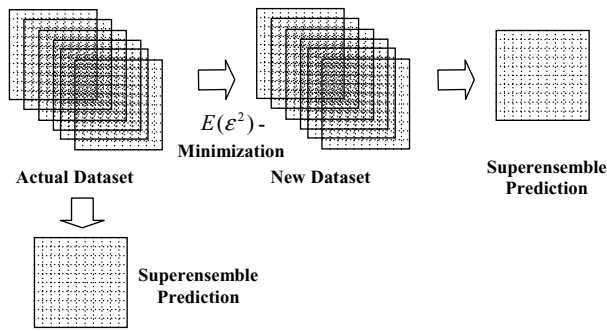 E(ε²) -
Minimization
Actual Dataset
New Dataset
Superensemble
Prediction
Superensemble
Prediction